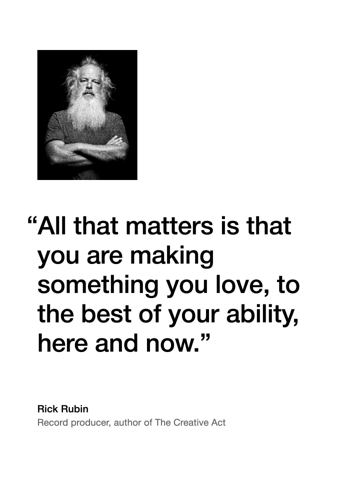 “All that matters is that
you are making
something you love, to
the best of your ability,
here and now.”
Rick Rubin
Record producer, author of The Creative Act